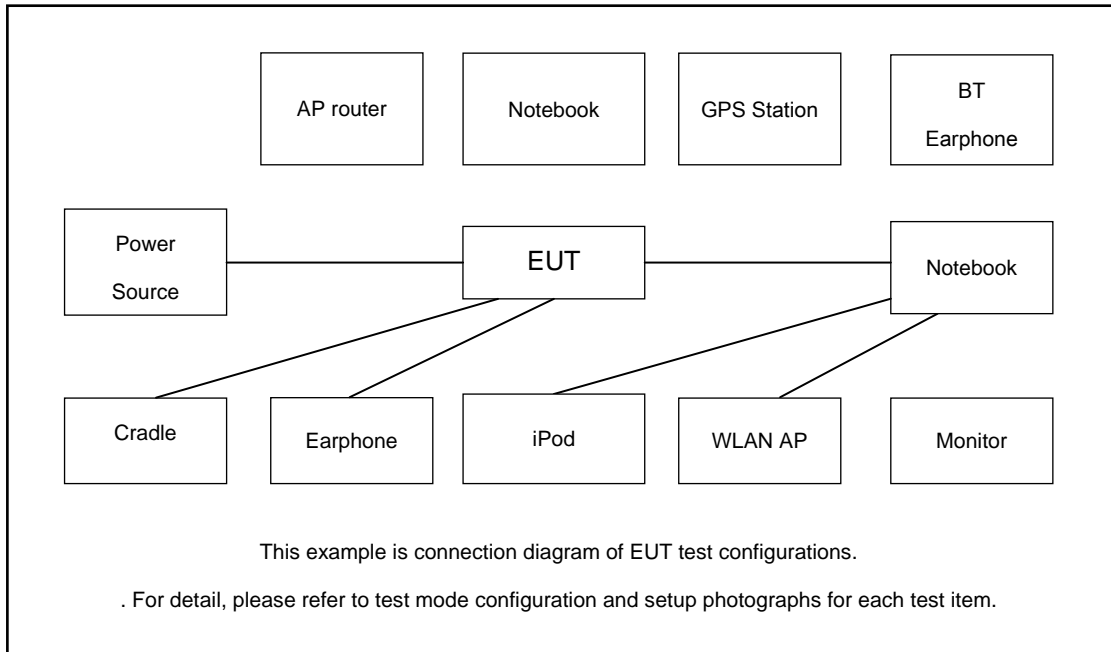 AP router
Notebook
GPS Station
BT
Earphone
Power
Source
EUT
Notebook
Cradle
Earphone
iPod
WLAN AP
Monitor
This example is connection diagram of EUT test configurations.
. For detail, please refer to test mode configuration and setup photographs for each test item.